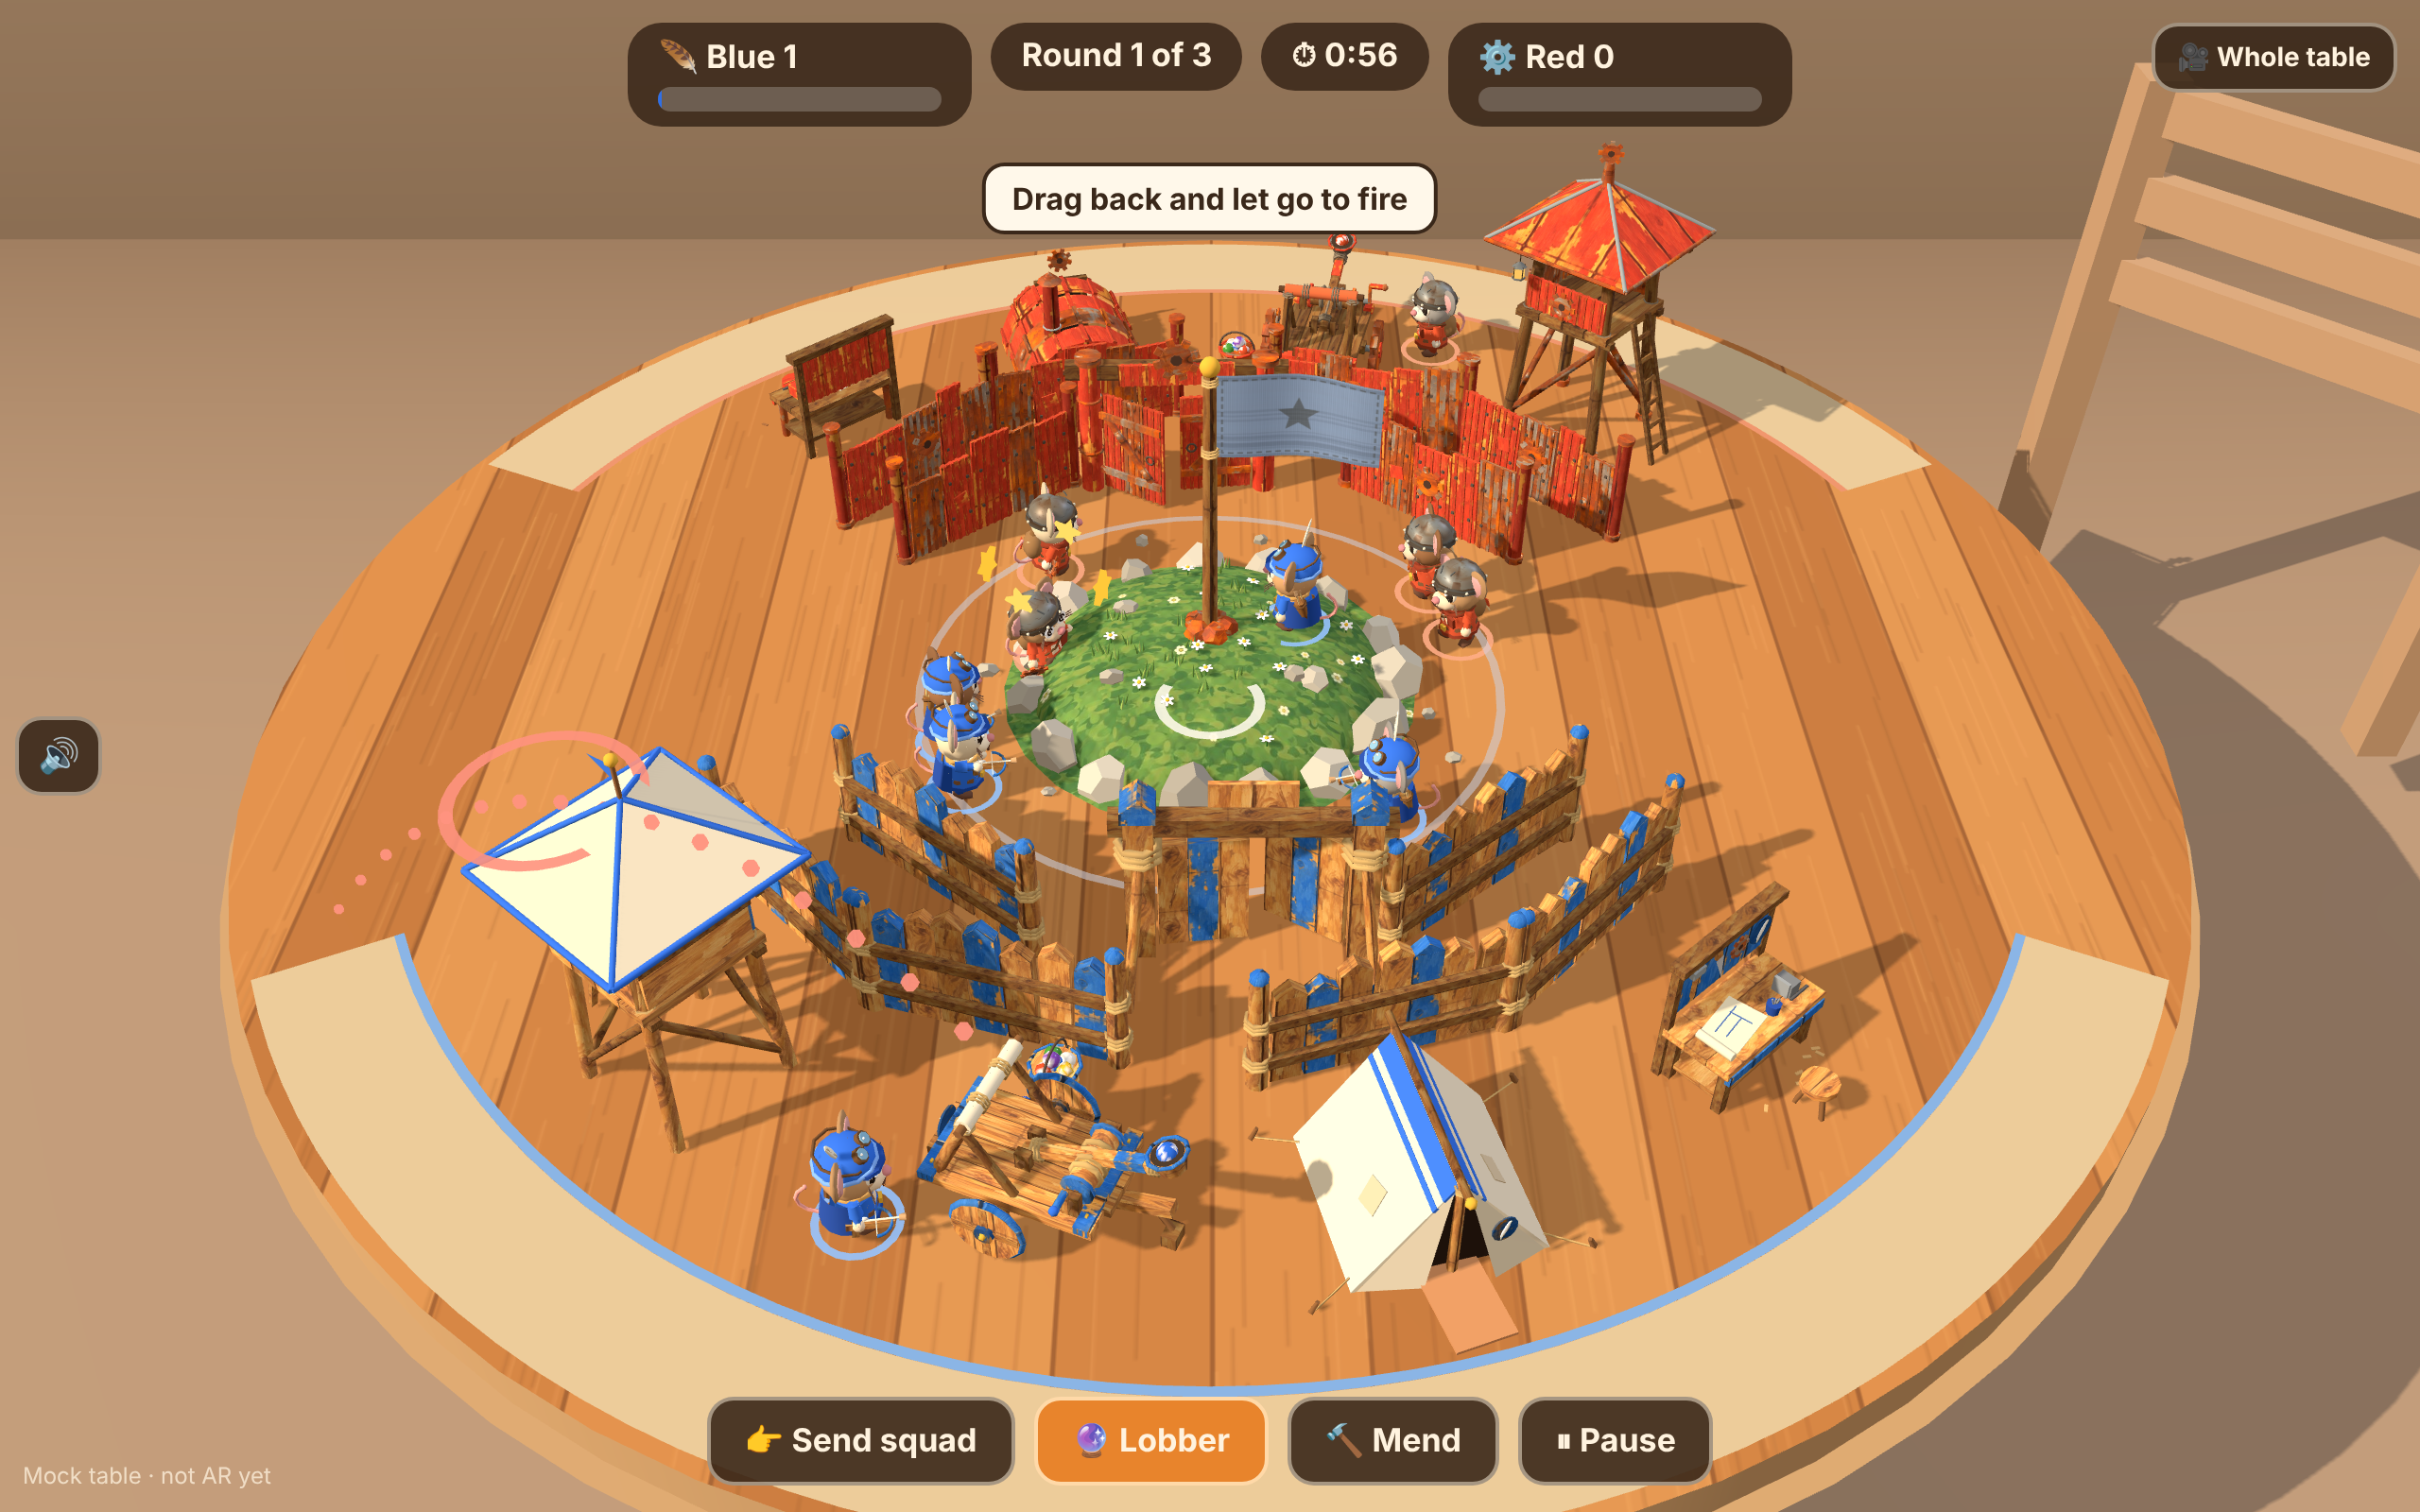 Blue 1
Round 1 of 3
0:56
Red 0
Whole table
Drag back and let go to fire
Send squad
Lobber
Mend
Pause
Mock table · not AR yet